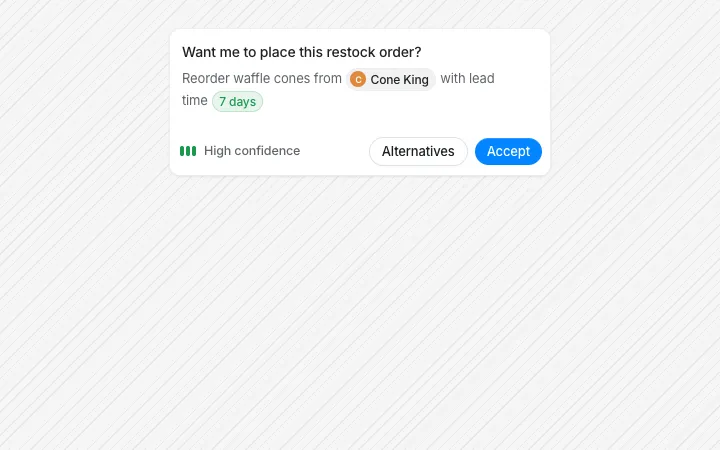 Want me to place this restock order?
Reorder waffle cones from C Cone King with lead
time 7 days
High confidence Alternatives Accept